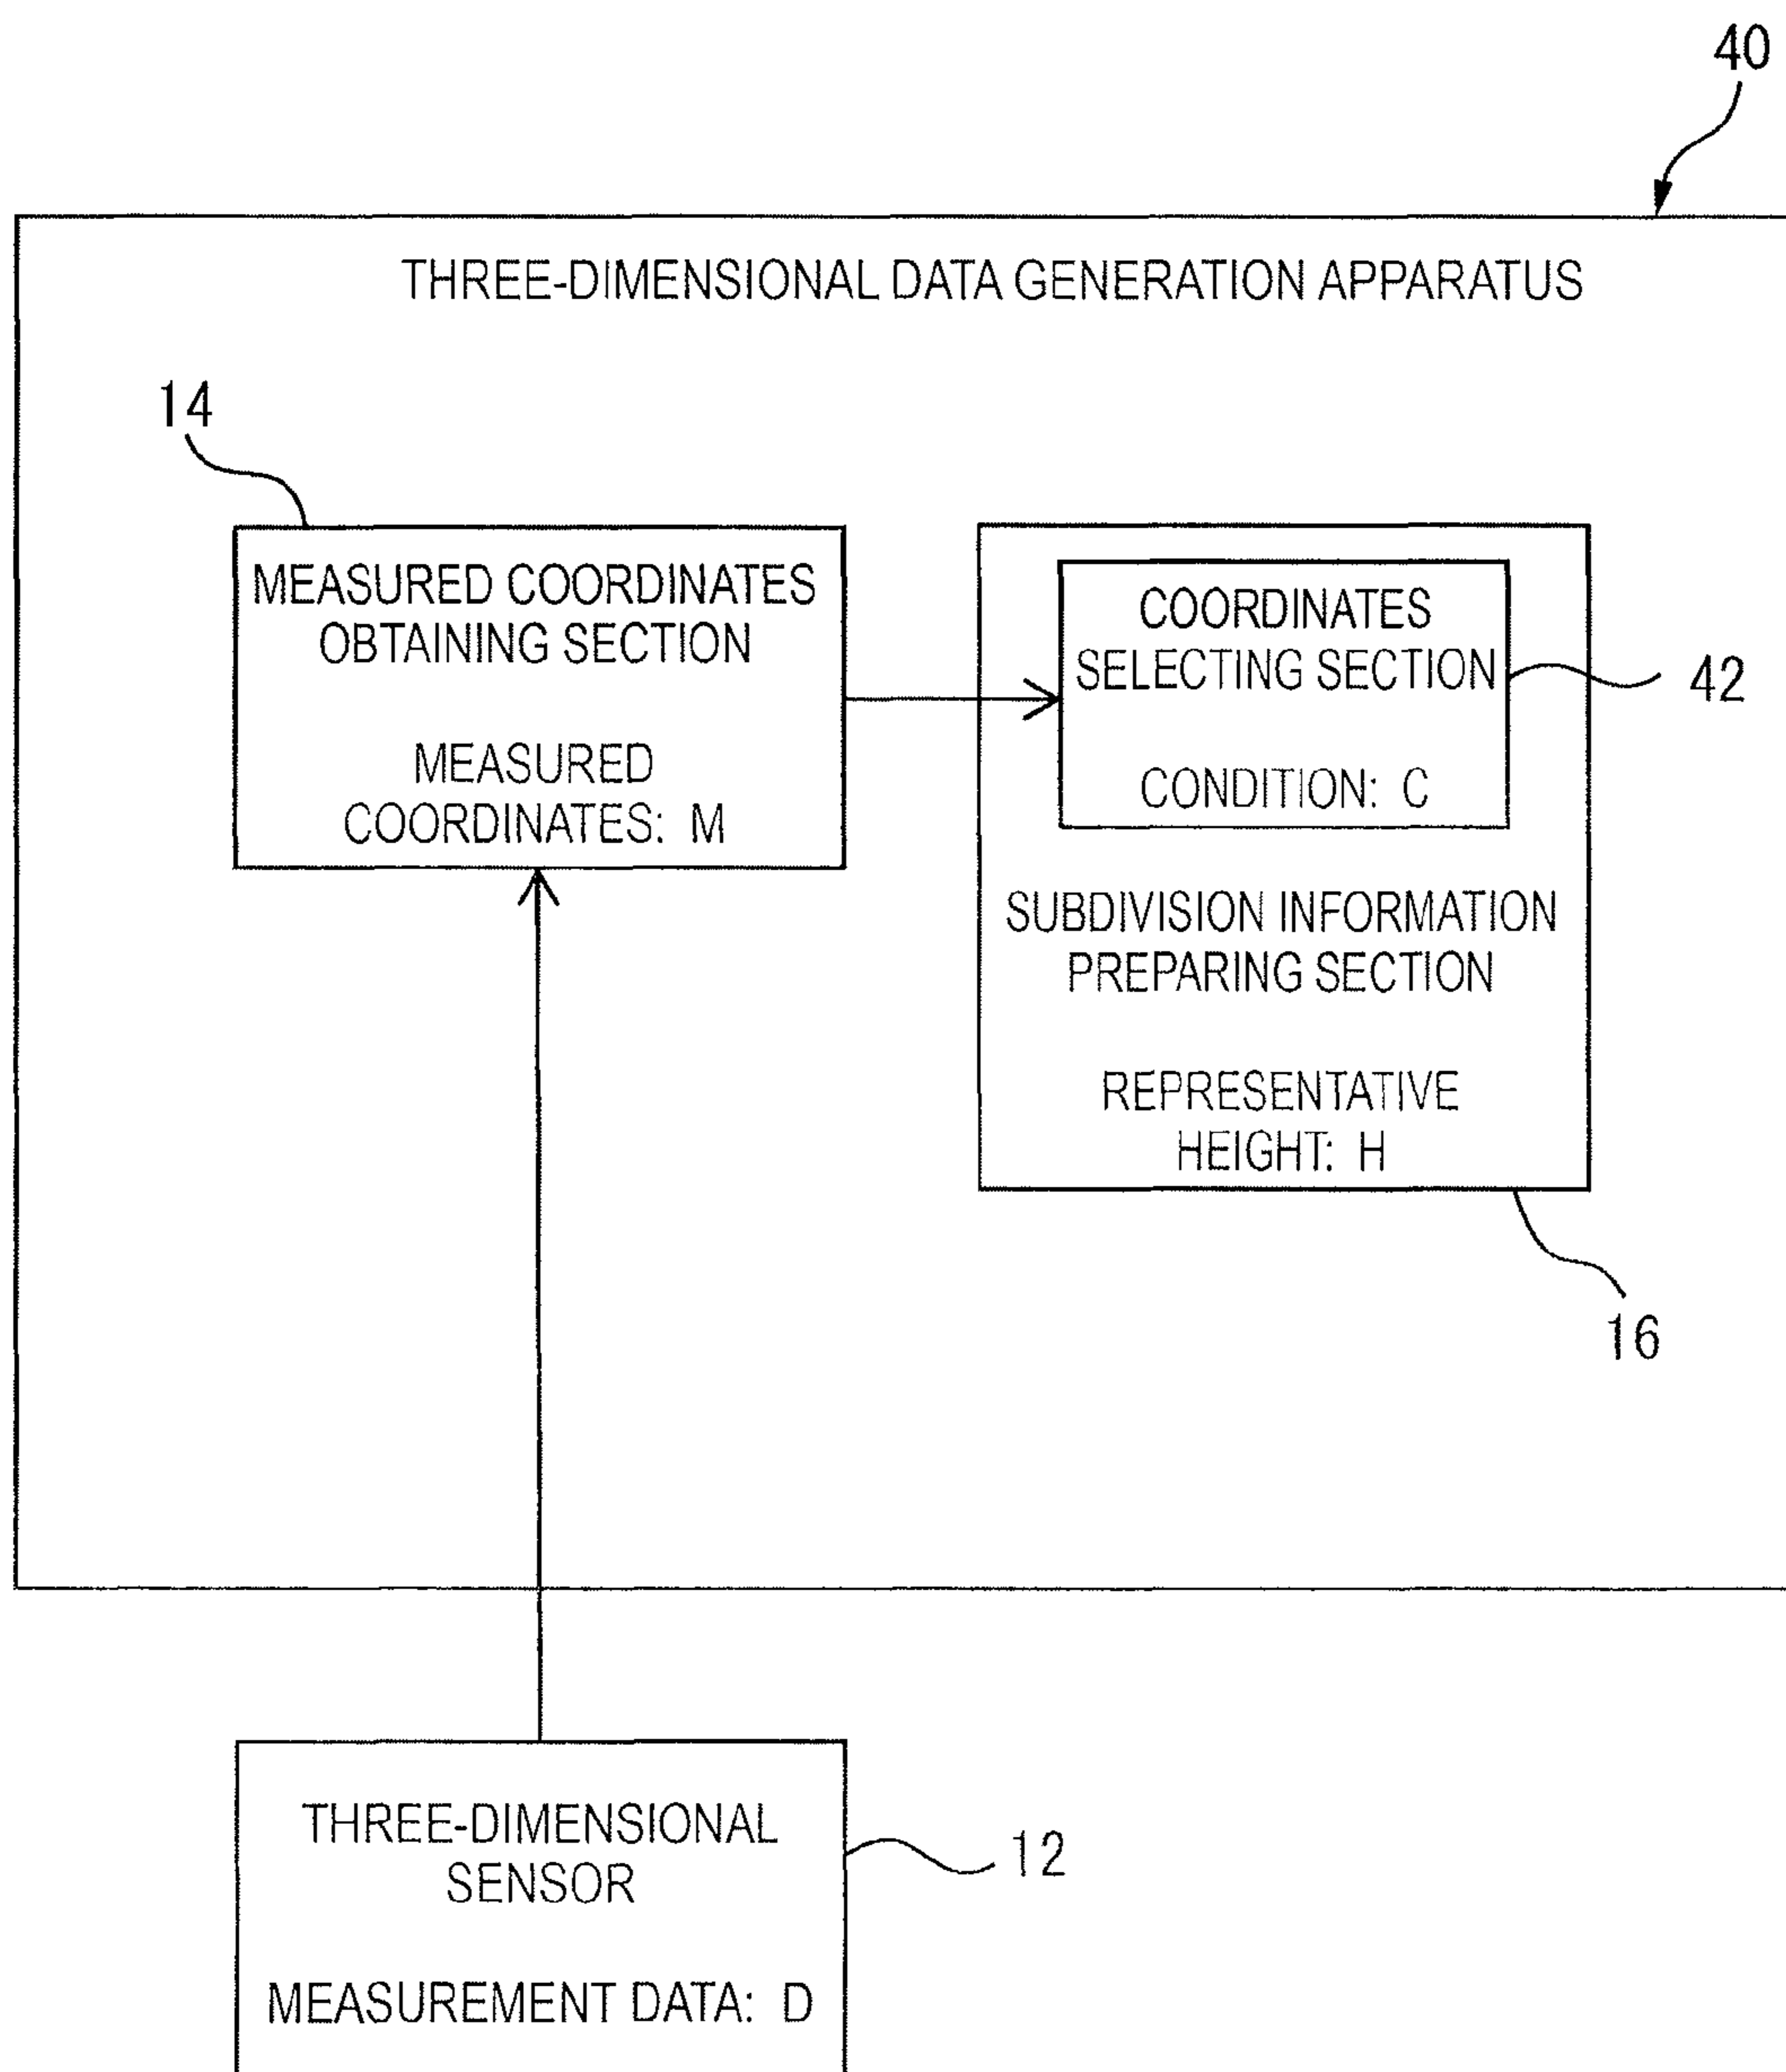 40
THREE-DIMENSIONAL DATA GENERATION APPARATUS
14
MEASURED COORDINATES
OBTAINING SECTION
MEASURED
COORDINATES: M
COORDINATES
SELECTING SECTION
CONDITION: C
42
SUBDIVISION INFORMATION
PREPARING SECTION
REPRESENTATIVE
HEIGHT: H
16
THREE-DIMENSIONAL
SENSOR
MEASUREMENT DATA: D
12